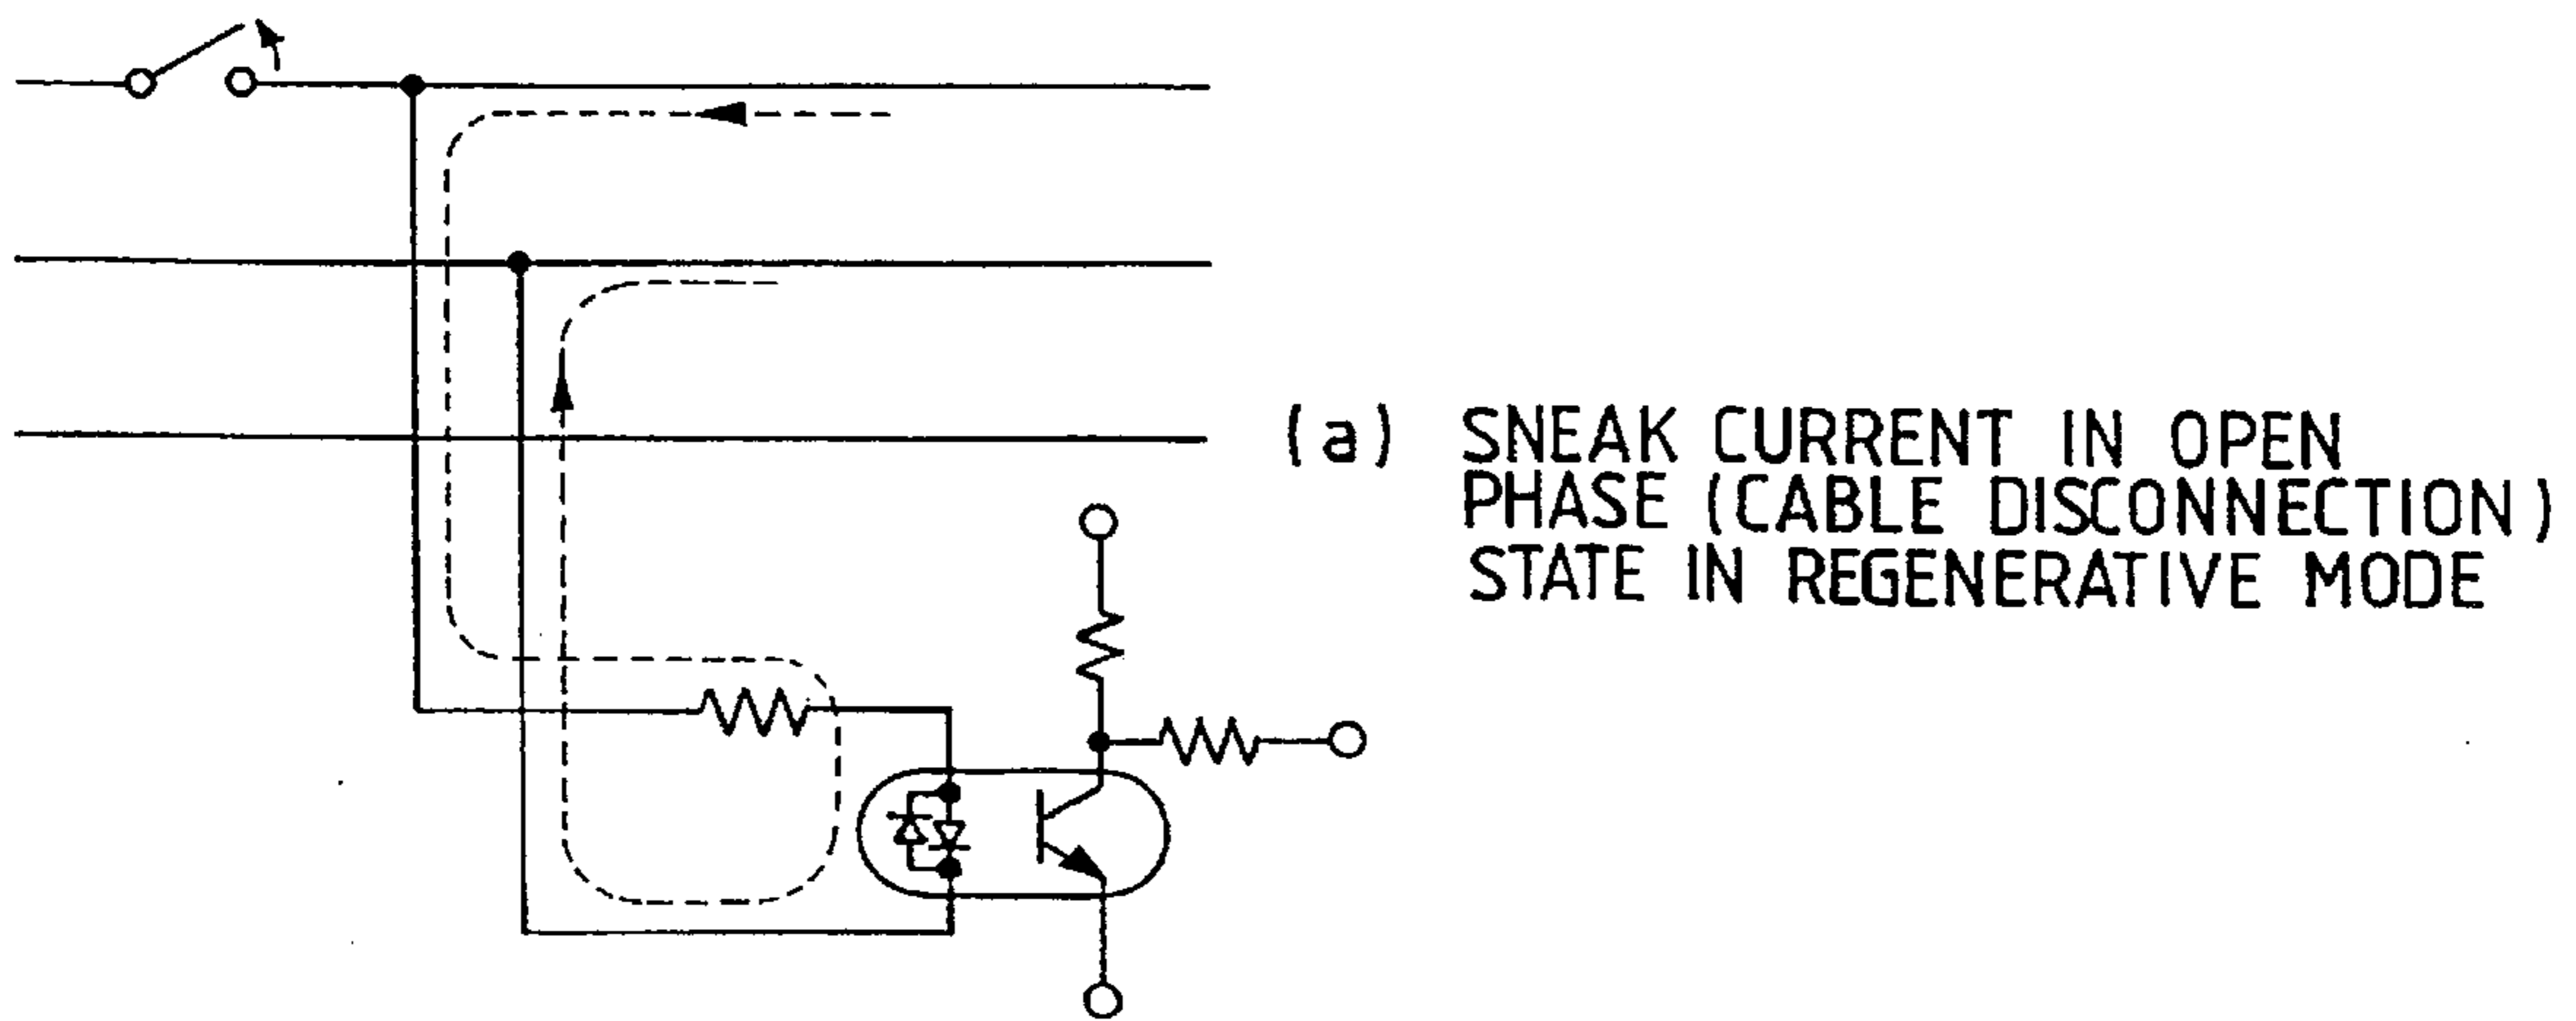 (a) SNEAK CURRENT IN OPEN
PHASE (CABLE DISCONNECTION)
STATE IN REGENERATIVE MODE